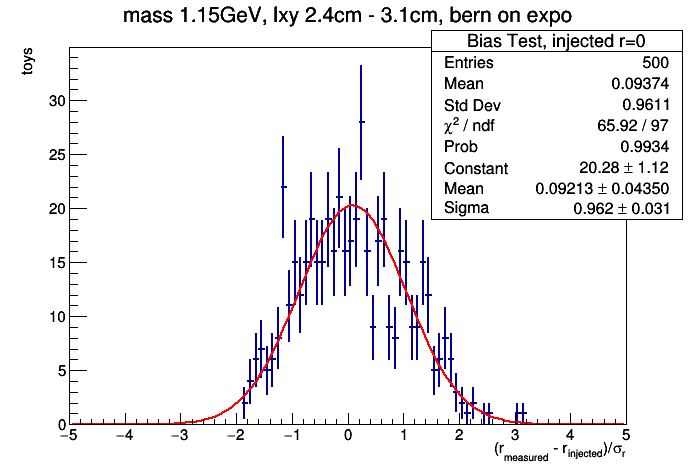 mass 1.15GeV, lxy 2.4cm - 3.1cm, bern on expo
toys
Bias Test, injected r=0
Entries 500
Mean 0.09374
Std Dev 0.9611
χ² / ndf 65.92 / 97
Prob 0.9934
Constant 20.28 ± 1.12
Mean 0.09213 ± 0.04350
Sigma 0.962 ± 0.031
30
25
20
15
10
5
0
−5 −4 −3 −2 −1 0 1 2 3 4 5
(r_measured - r_injected)/σ_r